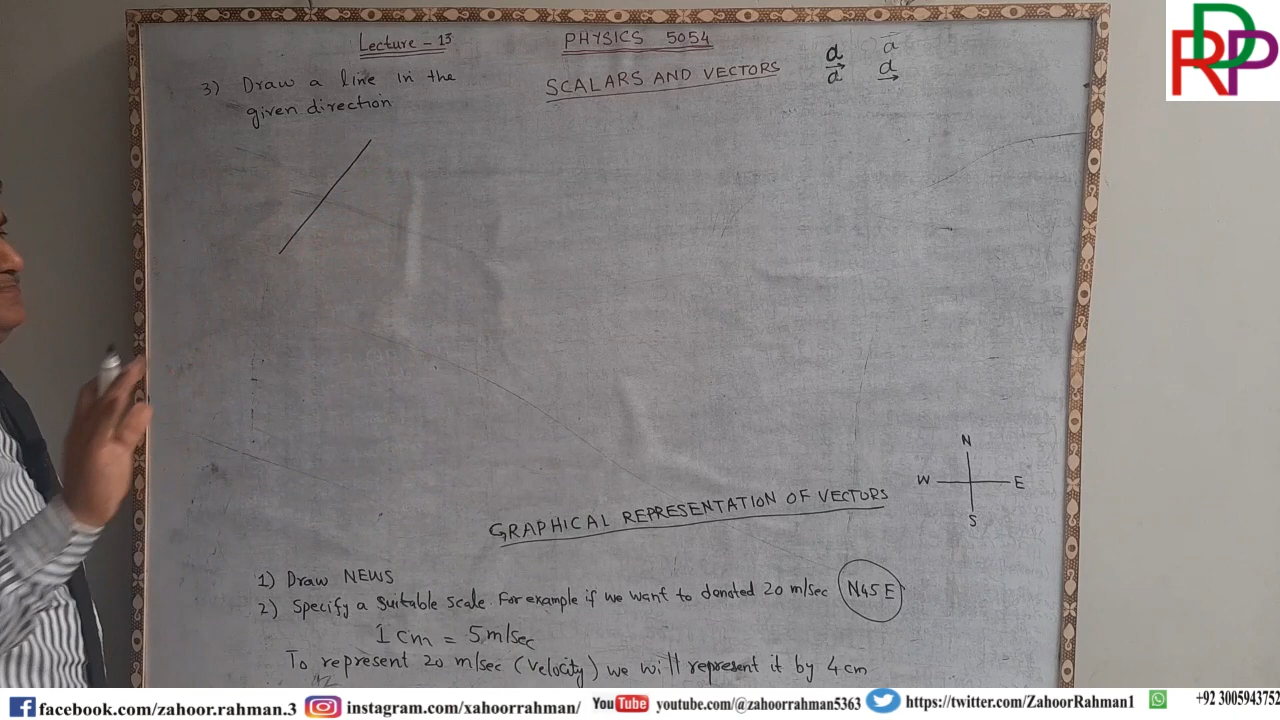 Lecture - 13
PHYSICS 5054
SCALARS AND VECTORS
a a
a a
3) Draw a line in the
given direction
N
W E
S
GRAPHICAL REPRESENTATION OF VECTORS
1) Draw NEWS
2) Specify a suitable scale. For example if we want to donated 20 m/sec N45E
1 cm = 5 m/sec
To represent 20 m/sec (velocity) we will represent it by 4 cm
RDP
facebook.com/zahoor.rahman.3 instagram.com/xahoorrahman/ You Tube youtube.com/@zahoorrahman5363 https://twitter.com/ZahoorRahman1 +92 3005943752